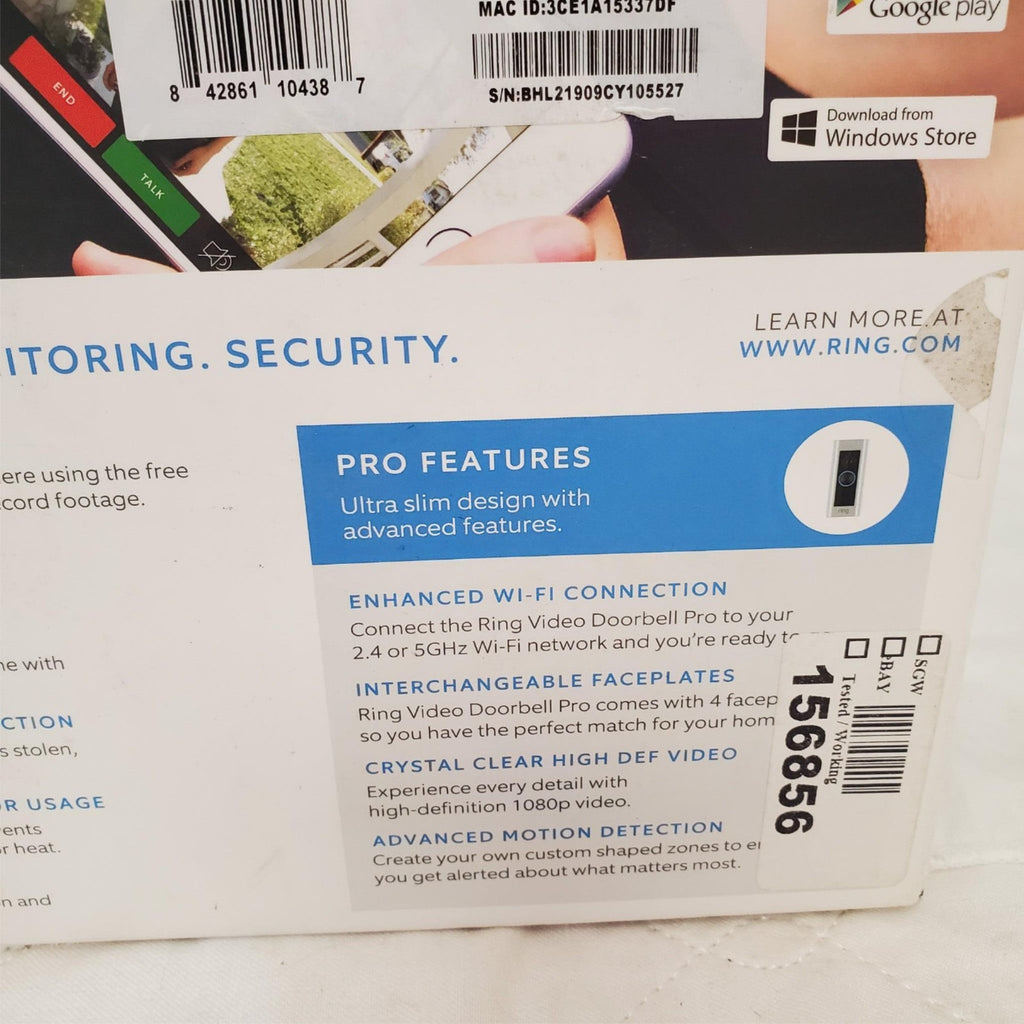 MAC ID:3CE1A15337DF
8 42861 10438 7
S/N:BHL21909CY105527
Google play
Download from
Windows Store
END
TALK
ITORING. SECURITY.
LEARN MORE AT
WWW.RING.COM
ere using the free
cord footage.
ne with
CTION
s stolen,
R USAGE
ents
r heat.
n and
PRO FEATURES
Ultra slim design with
advanced features.
ring
ENHANCED WI-FI CONNECTION
Connect the Ring Video Doorbell Pro to your
2.4 or 5GHz Wi-Fi network and you're ready to
INTERCHANGEABLE FACEPLATES
Ring Video Doorbell Pro comes with 4 facep
so you have the perfect match for your hom
CRYSTAL CLEAR HIGH DEF VIDEO
Experience every detail with
high-definition 1080p video.
ADVANCED MOTION DETECTION
Create your own custom shaped zones to e
you get alerted about what matters most.
SGW
BAY
Tested / Working
156856